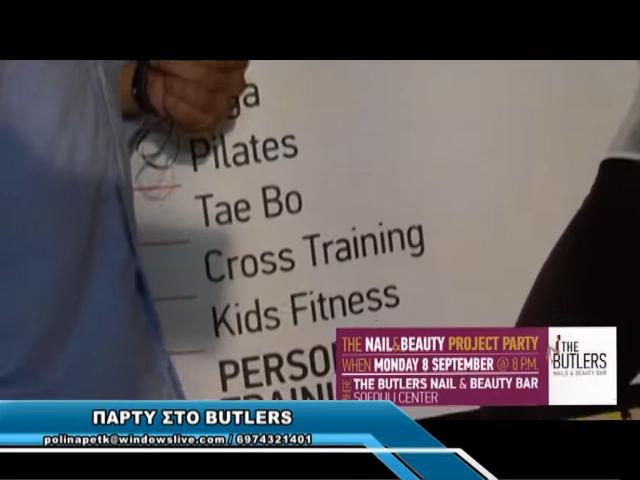 Pilates
Tae Bo
Cross Training
Kids Fitness
THE NAIL&BEAUTY PROJECT PARTY
WHEN MONDAY 8 SEPTEMBER @ 8 P.M.
WHERE THE BUTLERS NAIL & BEAUTY BAR
SOFOULI CENTER
THE
BUTLERS
NAILS & BEAUTY BAR
ΠΑΡΤΥ ΣΤΟ BUTLERS
polinapetk@windowslive.com / 6974321401